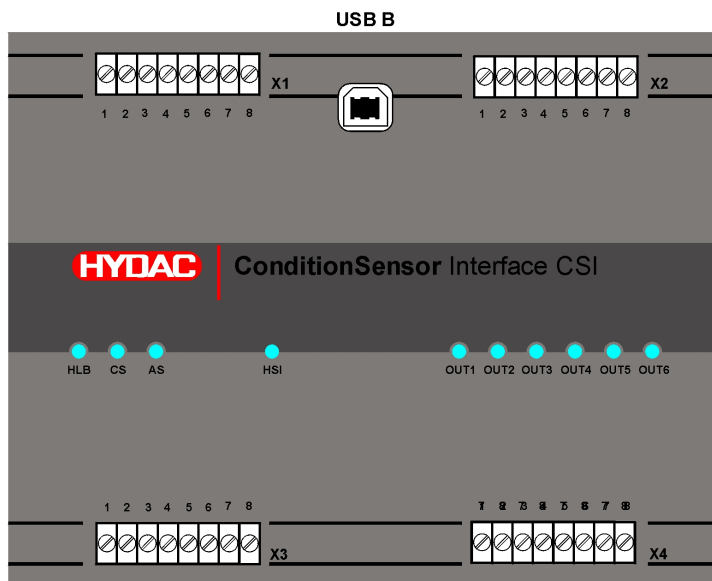 USB B
X1
X2
1 2 3 4 5 6 7 8
1 2 3 4 5 6 7 8
HYDAC ConditionSensor Interface CSI
HLB CS AS HSI OUT1 OUT2 OUT3 OUT4 OUT5 OUT6
1 2 3 4 5 6 7 8
X3
X4